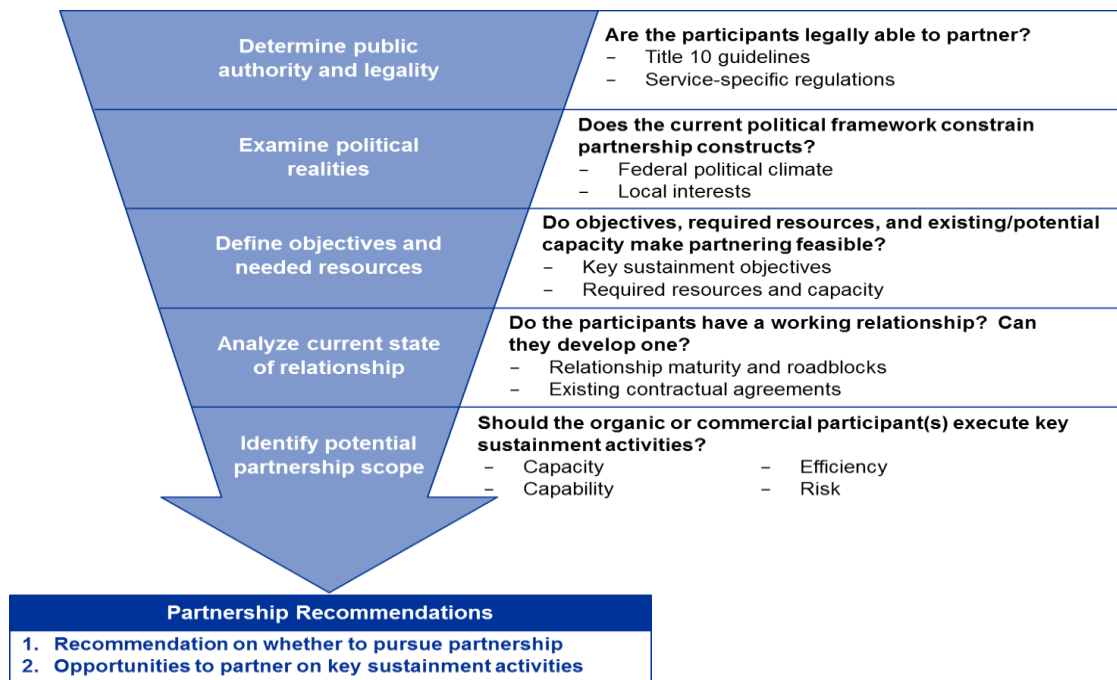 Determine public
authority and legality
Are the participants legally able to partner?
– Title 10 guidelines
– Service-specific regulations
Examine political
realities
Does the current political framework constrain
partnership constructs?
– Federal political climate
– Local interests
Define objectives and
needed resources
Do objectives, required resources, and existing/potential
capacity make partnering feasible?
– Key sustainment objectives
– Required resources and capacity
Analyze current state
of relationship
Do the participants have a working relationship? Can
they develop one?
– Relationship maturity and roadblocks
– Existing contractual agreements
Identify potential
partnership scope
Should the organic or commercial participant(s) execute key
sustainment activities?
– Capacity
– Capability
– Efficiency
– Risk
Partnership Recommendations
1. Recommendation on whether to pursue partnership
2. Opportunities to partner on key sustainment activities